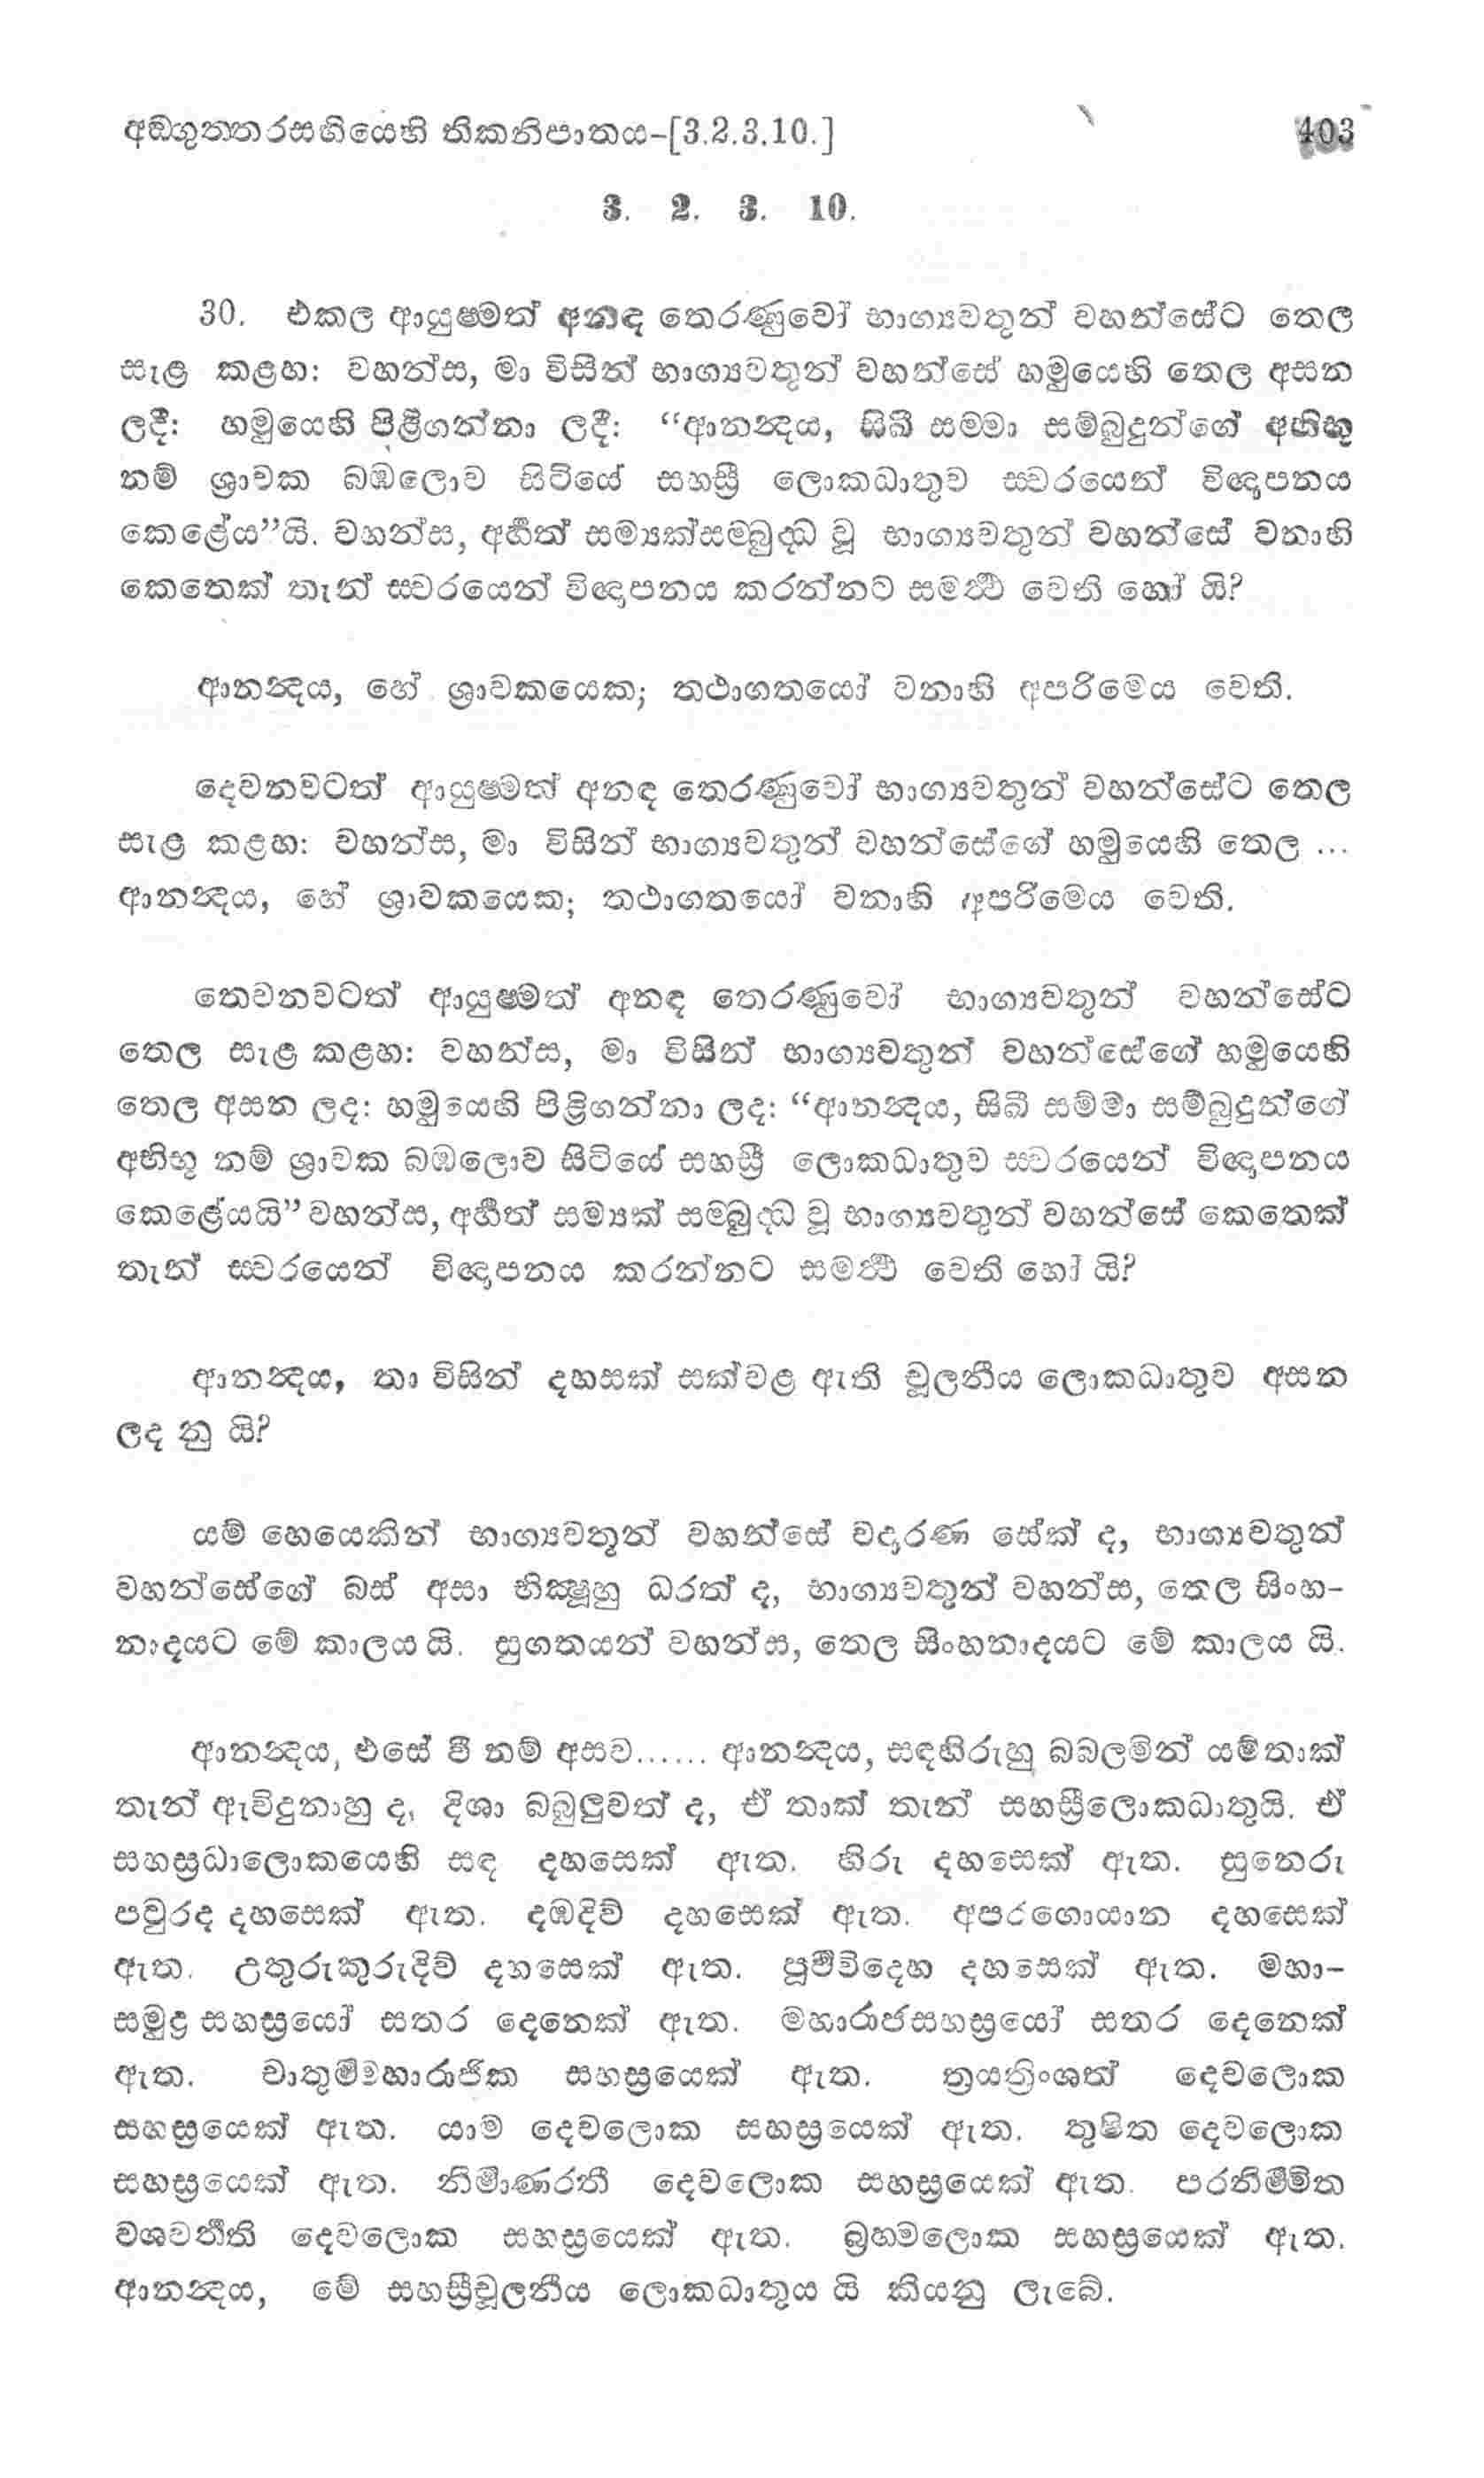 අඞගුත්තරසඟියෙහි තිකනිපාතය-[3.2.3.10.] 403
3. 2. 3. 10.
30. එකල ආයුෂ්මත් අනඳ තෙරණුවෝ භාග්‍යවතුන් වහන්සේට තෙල
සැළ කළහ: වහන්ස, මා විසින් භාග්‍යවතුන් වහන්සේ හමුයෙහි තෙල අසන
ලදී: හමුයෙහි පිළිගන්නා ලදී: “ආනන්‍දය, සිඛී සම්මා සම්බුදුන්ගේ අභිභූ
නම් ශ්‍රාවක බඹලොව සිටියේ සහස්‍රී ලොකධාතුව ස්වරයෙන් විඥාපනය
කෙළේය”යි. වහන්ස, අර්හත් සම්‍යක්සම්බුද්ධ වූ භාග්‍යවතුන් වහන්සේ වනාහි
කෙතෙක් තැන් ස්වරයෙන් විඥාපනය කරන්නට සමර්ථ වෙති හෝ යි?
ආනන්‍දය, හේ ශ්‍රාවකයෙක; තථාගතයෝ වනාහි අපරිමෙය වෙති.
දෙවනවටත් ආයුෂ්මත් අනඳ තෙරණුවෝ භාග්‍යවතුන් වහන්සේට තෙල
සැළ කළහ: වහන්ස, මා විසින් භාග්‍යවතුන් වහන්සේගේ හමුයෙහි තෙල ...
ආනන්‍දය, හේ ශ්‍රාවකයෙක; තථාගතයෝ වනාහි අපරිමෙය වෙති.
තෙවනවටත් ආයුෂ්මත් අනඳ තෙරණුවෝ භාග්‍යවතුන් වහන්සේට
තෙල සැළ කළහ: වහන්ස, මා විසින් භාග්‍යවතුන් වහන්සේගේ හමුයෙහි
තෙල අසන ලද: හමුයෙහි පිළිගන්නා ලද: “ආනන්‍දය, සිඛී සම්මා සම්බුදුන්ගේ
අභිභූ නම් ශ්‍රාවක බඹලොව සිටියේ සහස්‍රී ලොකධාතුව ස්වරයෙන් විඥාපනය
කෙළේයයි” වහන්ස, අර්හත් සම්‍යක් සම්බුද්ධ වූ භාග්‍යවතුන් වහන්සේ කෙතෙක්
තැන් ස්වරයෙන් විඥාපනය කරන්නට සමර්ථ වෙති හෝ යි?
ආනන්‍දය, තා විසින් දහසක් සක්වළ ඇති චූලනීය ලොකධාතුව අසන
ලද නු යි?
යම් හෙයෙකින් භාග්‍යවතුන් වහන්සේ වදාරණ සේක් ද, භාග්‍යවතුන්
වහන්සේගේ බස් අසා භික්‍ෂූහු ධරත් ද, භාග්‍යවතුන් වහන්ස, තෙල සිංහ-
නාදයට මේ කාලය යි. සුගතයන් වහන්ස, තෙල සිංහනාදයට මේ කාලය යි.
ආනන්‍දය, එසේ වී නම් අසව...... ආනන්‍දය, සඳහිරුහු බබලමින් යම්තාක්
තැන් ඇවිදුනාහු ද, දිශා බබුලුවත් ද, ඒ තාක් තැන් සහස්‍රීලොකධාතුයි. ඒ
සහස්‍රධාලොකයෙහි සඳ දහසෙක් ඇත. හිරු දහසෙක් ඇත. සුනෙරු
පවුරද දහසෙක් ඇත. දඹදිව් දහසෙක් ඇත. අපරගොයාන දහසෙක්
ඇත. උතුරුකුරුදිව් දහසෙක් ඇත. පූර්‍වවිදෙහ දහසෙක් ඇත. මහා-
සමුද්‍ර සහස්‍රයෝ සතර දෙනෙක් ඇත. මහාරාජසහස්‍රයෝ සතර දෙනෙක්
ඇත. චාතුර්මහාරාජික සහස්‍රයෙක් ඇත. ත්‍රයත්‍රිංශත් දෙවලොක
සහස්‍රයෙක් ඇත. යාම දෙවලොක සහස්‍රයෙක් ඇත. තුෂිත දෙවලොක
සහස්‍රයෙක් ඇත. නිර්මාණරතී දෙවලොක සහස්‍රයෙක් ඇත. පරනිර්මිත
වශවර්තති දෙවලොක සහස්‍රයෙක් ඇත. බ්‍රහ්මලොක සහස්‍රයෙක් ඇත.
ආනන්‍දය, මේ සහස්‍රීචූලනීය ලොකධාතුය යි කියනු ලැබේ.